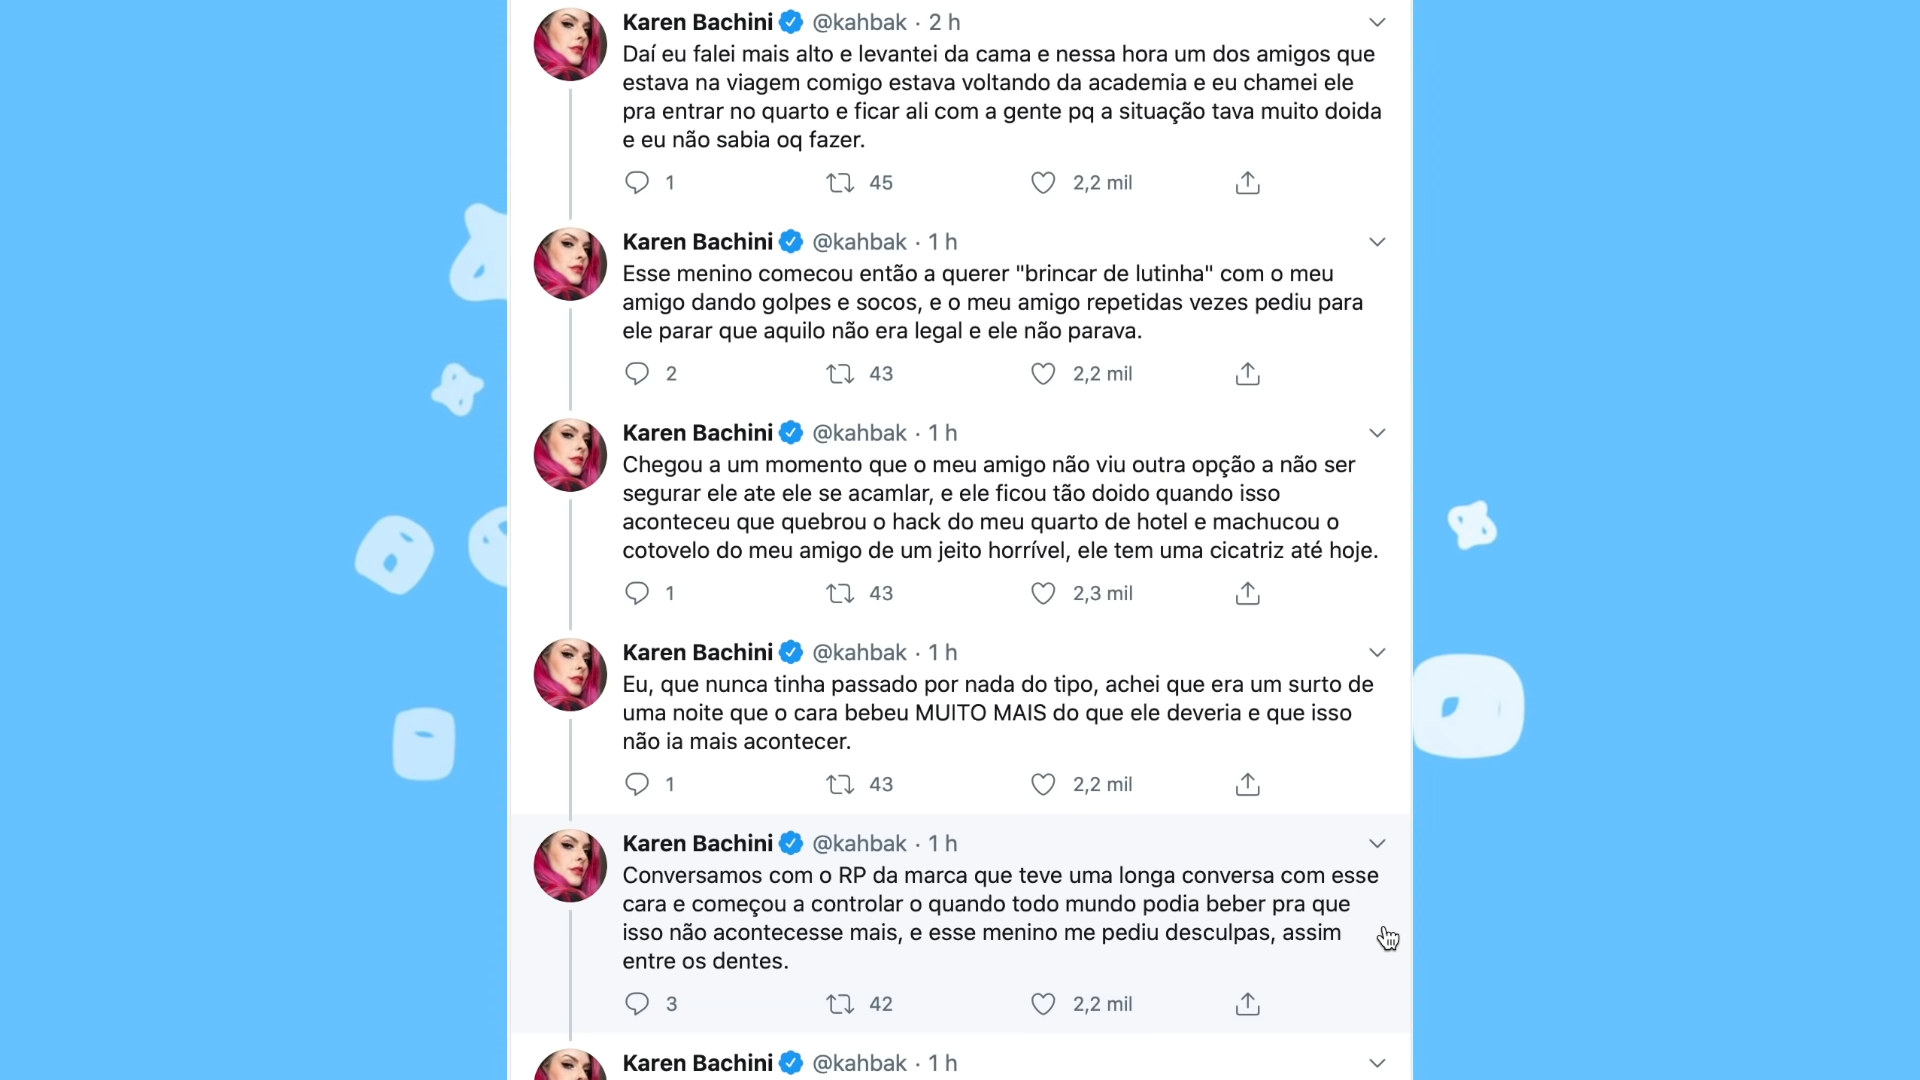 Karen Bachini @kahbak · 2 h
Daí eu falei mais alto e levantei da cama e nessa hora um dos amigos que
estava na viagem comigo estava voltando da academia e eu chamei ele
pra entrar no quarto e ficar ali com a gente pq a situação tava muito doida
e eu não sabia oq fazer.
1 45 2,2 mil
Karen Bachini @kahbak · 1 h
Esse menino comecou então a querer "brincar de lutinha" com o meu
amigo dando golpes e socos, e o meu amigo repetidas vezes pediu para
ele parar que aquilo não era legal e ele não parava.
2 43 2,2 mil
Karen Bachini @kahbak · 1 h
Chegou a um momento que o meu amigo não viu outra opção a não ser
segurar ele ate ele se acamlar, e ele ficou tão doido quando isso
aconteceu que quebrou o hack do meu quarto de hotel e machucou o
cotovelo do meu amigo de um jeito horrível, ele tem uma cicatriz até hoje.
1 43 2,3 mil
Karen Bachini @kahbak · 1 h
Eu, que nunca tinha passado por nada do tipo, achei que era um surto de
uma noite que o cara bebeu MUITO MAIS do que ele deveria e que isso
não ia mais acontecer.
1 43 2,2 mil
Karen Bachini @kahbak · 1 h
Conversamos com o RP da marca que teve uma longa conversa com esse
cara e começou a controlar o quando todo mundo podia beber pra que
isso não acontecesse mais, e esse menino me pediu desculpas, assim
entre os dentes.
3 42 2,2 mil
Karen Bachini @kahbak · 1 h